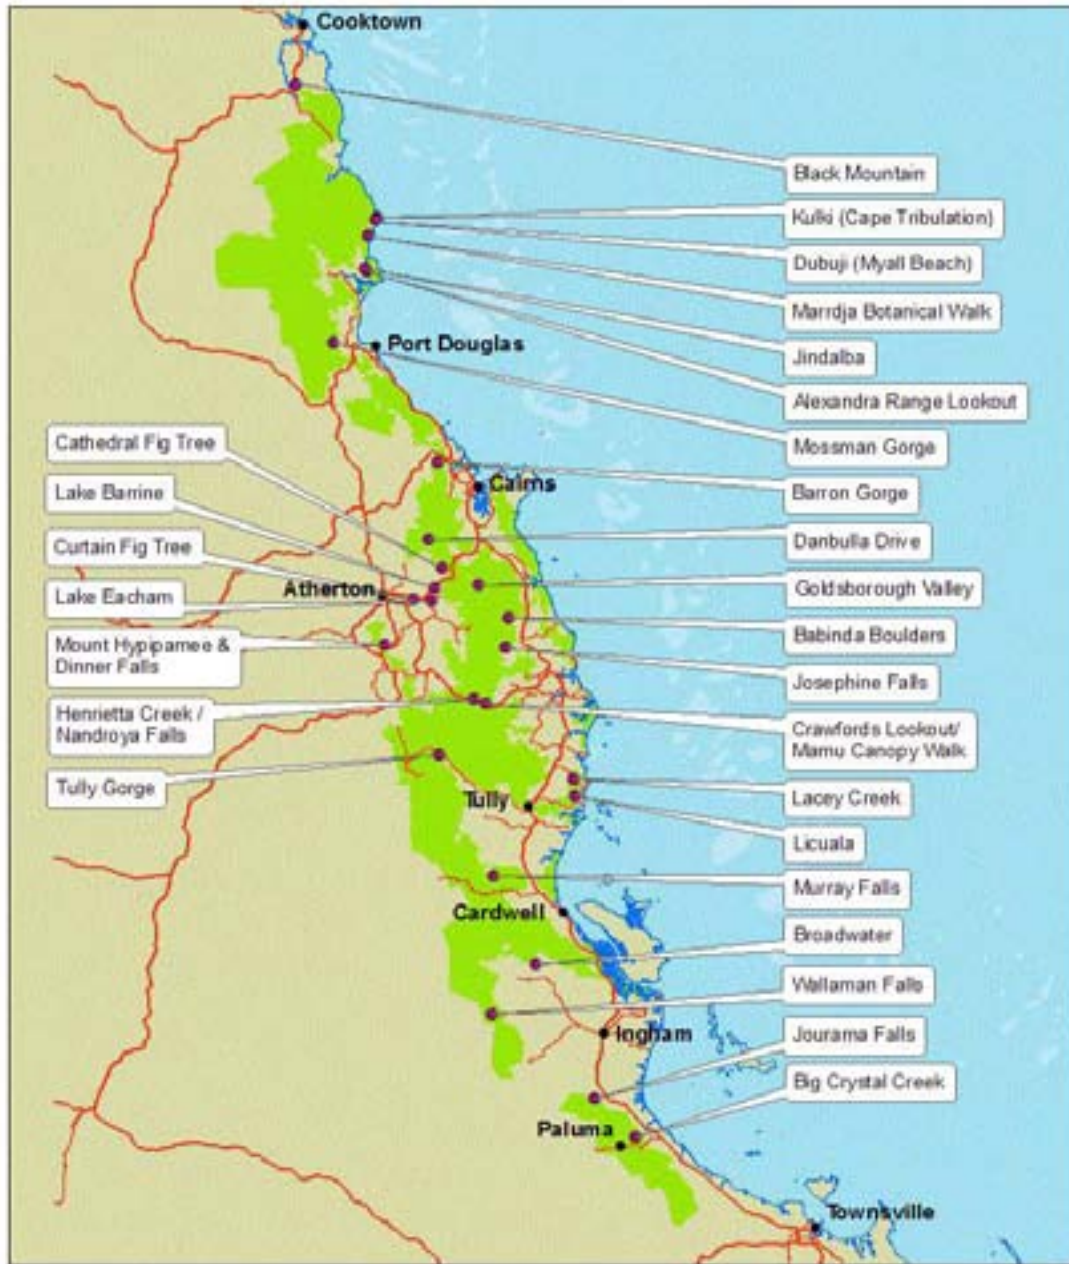 Cooktown
Black Mountain
Kulki (Cape Tribulation)
Dubuji (Myall Beach)
Marrdja Botanical Walk
Jindalba
Alexandra Range Lookout
Port Douglas
Mossman Gorge
Cathedral Fig Tree
Barron Gorge
Cairns
Lake Barrine
Danbulla Drive
Curtain Fig Tree
Atherton
Goldsborough Valley
Lake Eacham
Babinda Boulders
Mount Hypipamee &
Dinner Falls
Josephine Falls
Henrietta Creek /
Nandroya Falls
Crawfords Lookout/
Mamu Canopy Walk
Tully Gorge
Tully
Lacey Creek
Licuala
Murray Falls
Cardwell
Broadwater
Wallaman Falls
Ingham
Jourama Falls
Big Crystal Creek
Paluma
Townsville